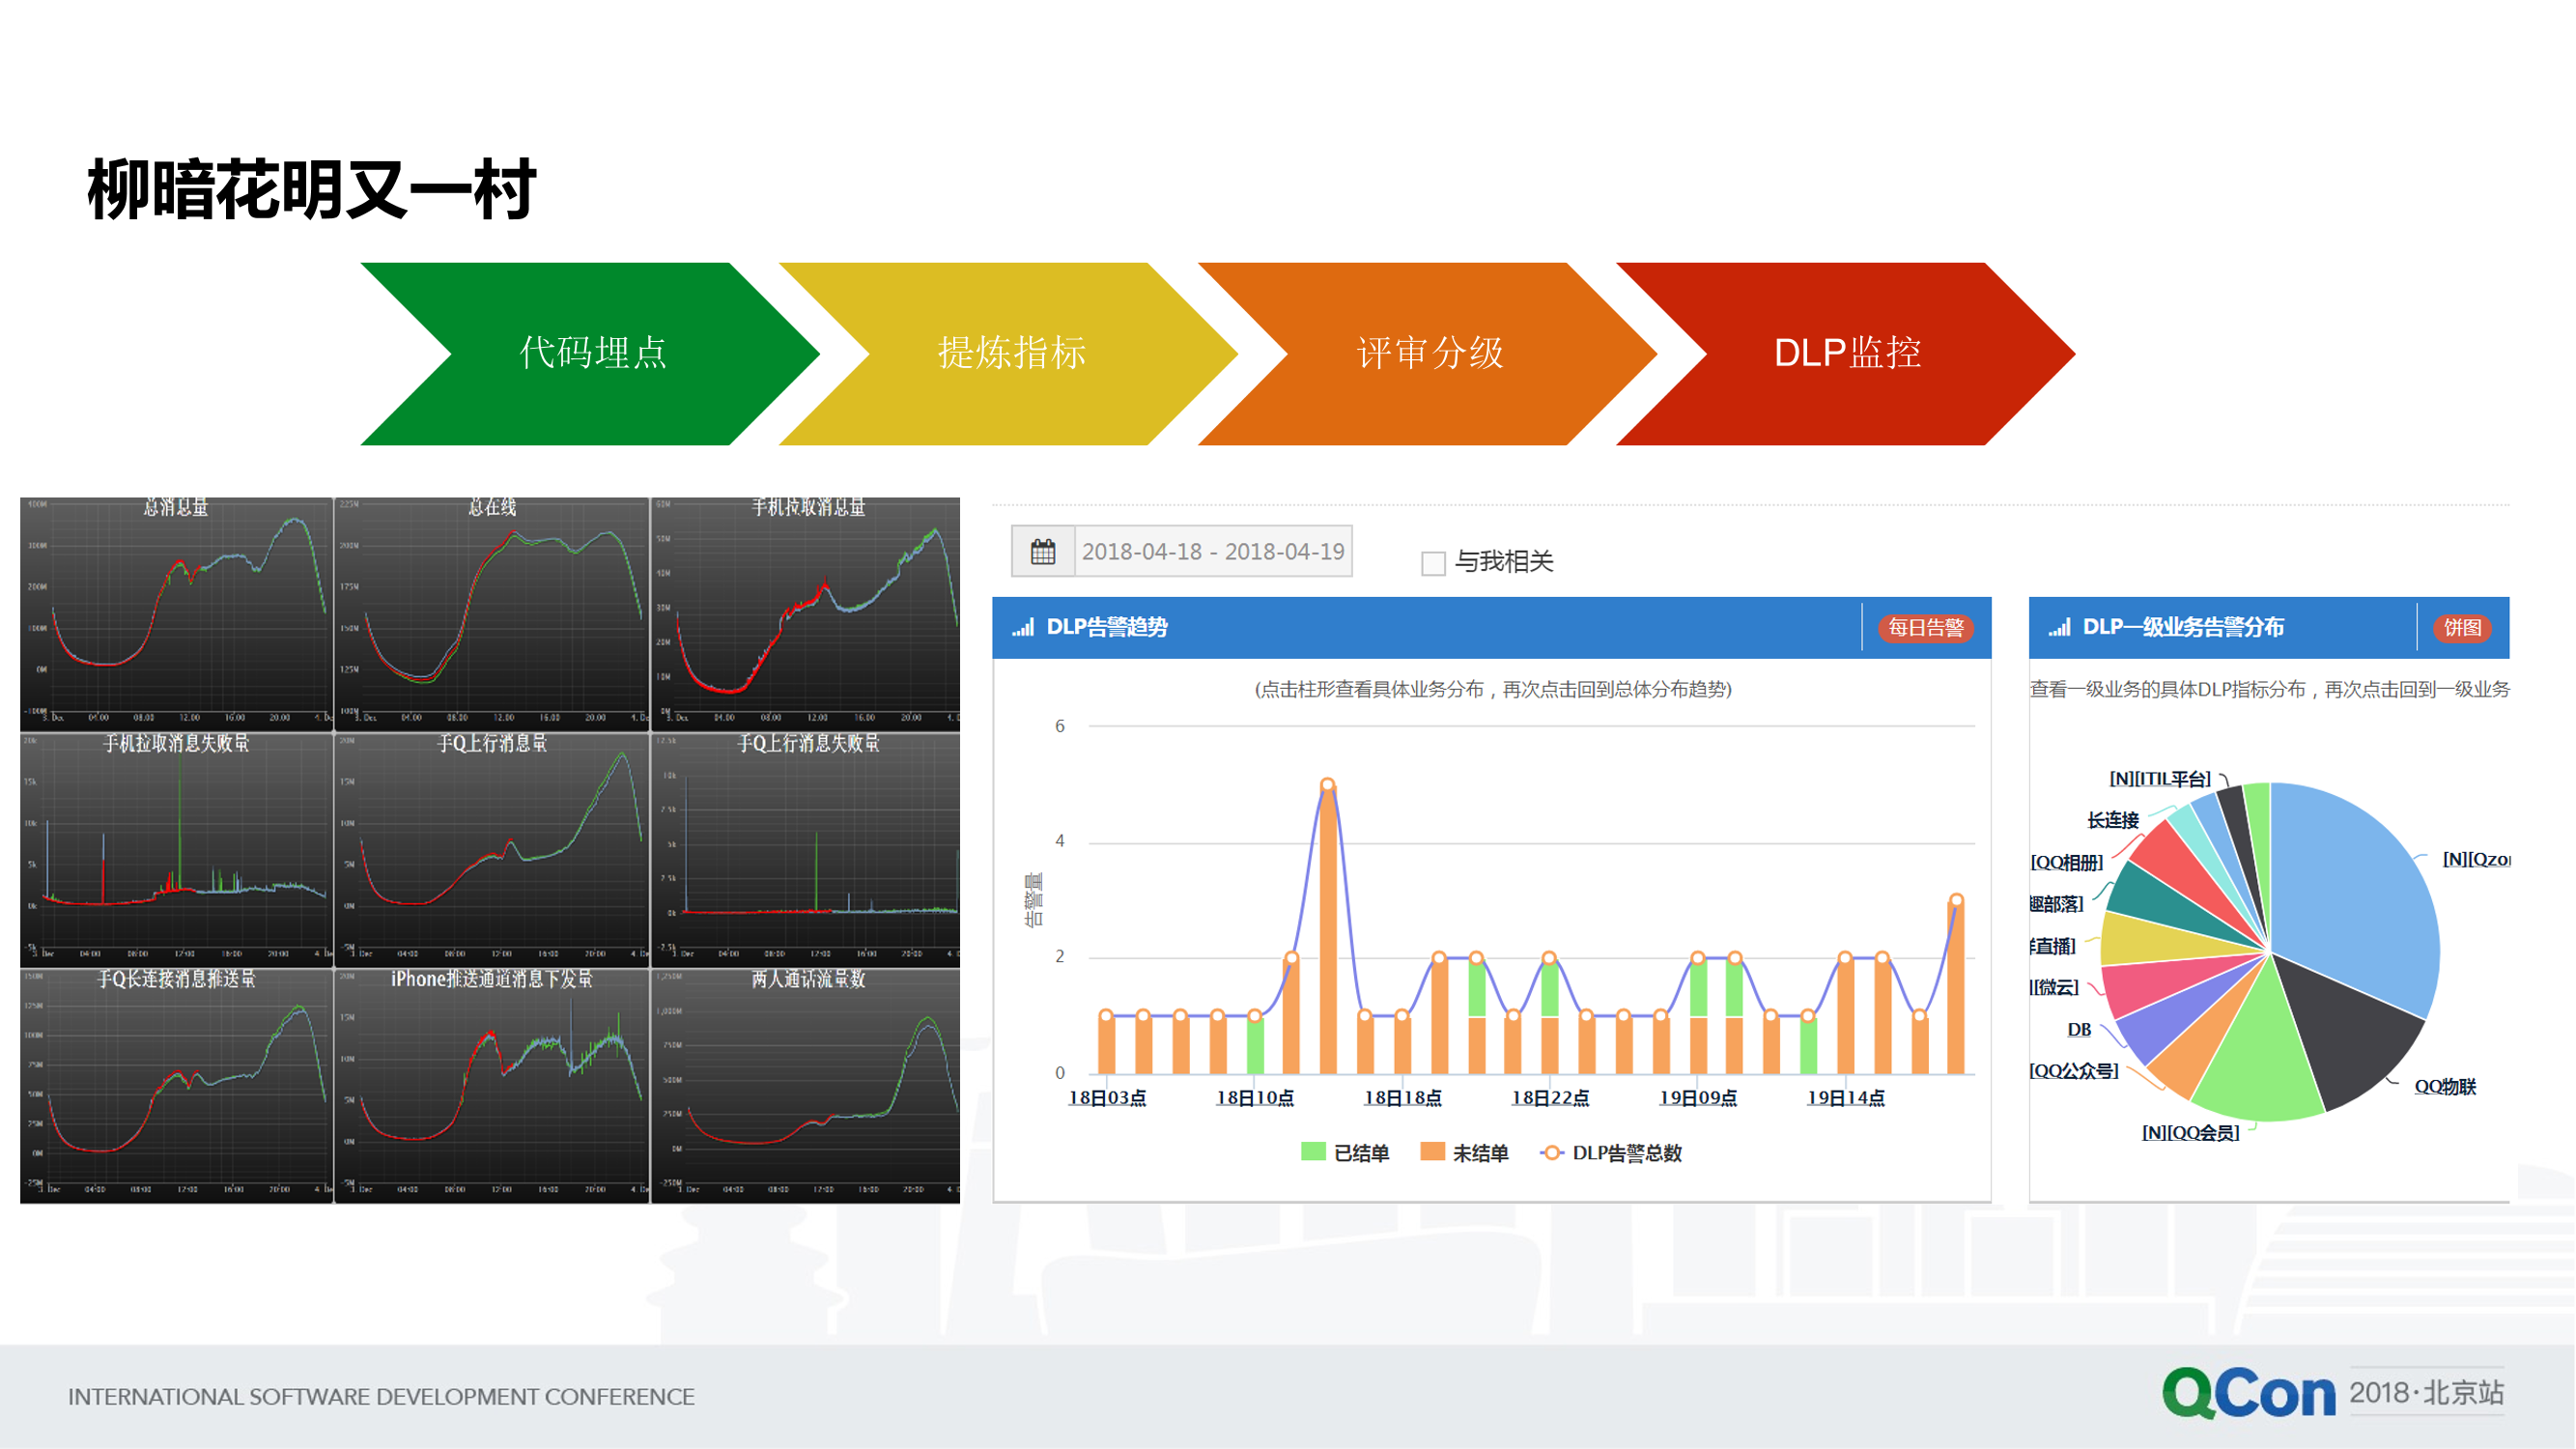 柳暗花明又一村
代码埋点
提炼指标
评审分级
DLP监控
总消息量
总在线
手机拉取消息量
手机拉取消息失败量
手Q上行消息量
手Q上行消息失败量
手Q长连接消息推送量
iPhone推送通道消息下发量
两人通话流量数
2018-04-18 - 2018-04-19
与我相关
DLP告警趋势
每日告警
(点击柱形查看具体业务分布，再次点击回到总体分布趋势)
告警量
6
4
2
0
18日03点
18日10点
18日18点
18日22点
19日09点
19日14点
已结单
未结单
DLP告警总数
DLP一级业务告警分布
饼图
查看一级业务的具体DLP指标分布，再次点击回到一级业务
[N][ITIL平台]
长连接
[QQ相册]
趣部落]
直播]
][微云]
DB
[QQ公众号]
[N][QQ会员]
QQ物联
[N][Qzo
INTERNATIONAL SOFTWARE DEVELOPMENT CONFERENCE
QCon
2018·北京站